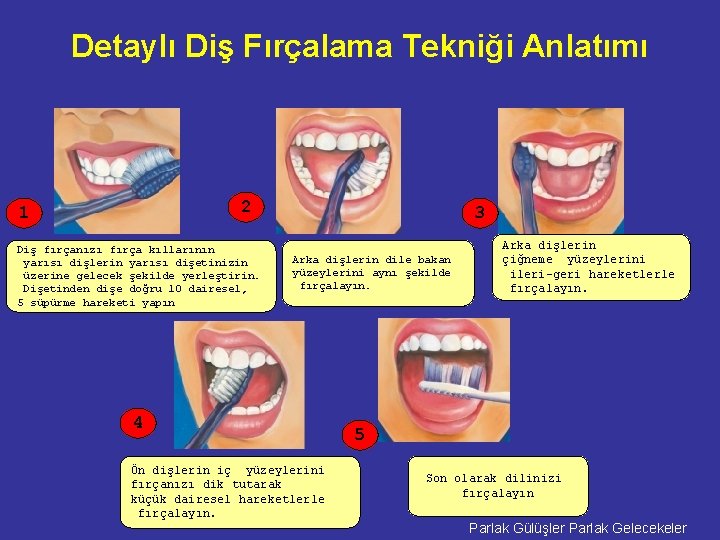 Detaylı Diş Fırçalama Tekniği Anlatımı
1
2
3
Diş fırçanızı fırça kıllarının
yarısı dişlerin yarısı dişetinizin
üzerine gelecek şekilde yerleştirin.
Dişetinden dişe doğru 10 dairesel,
5 süpürme hareketi yapın
Arka dişlerin dile bakan
yüzeylerini aynı şekilde
fırçalayın.
Arka dişlerin
çiğneme yüzeylerini
ileri-geri hareketlerle
fırçalayın.
4
5
Ön dişlerin iç yüzeylerini
fırçanızı dik tutarak
küçük dairesel hareketlerle
fırçalayın.
Son olarak dilinizi
fırçalayın
Parlak Gülüşler Parlak Gelecekeler